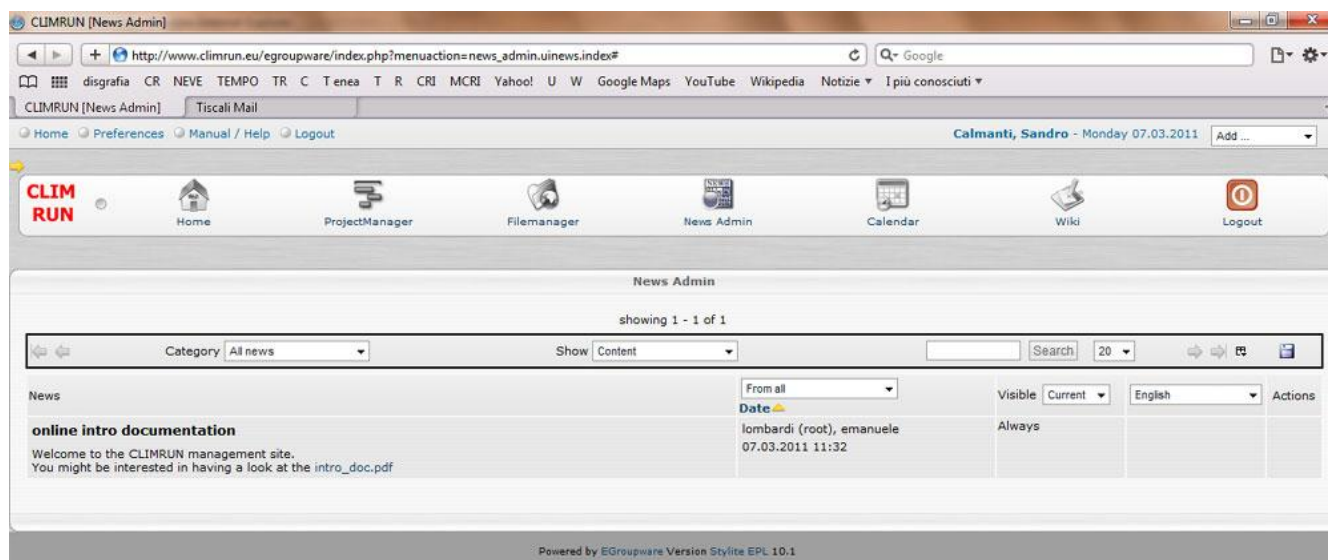 CLIMRUN [News Admin]
http://www.climrun.eu/egroupware/index.php?menuaction=news_admin.uinews.index#
Google
disgrafia CR NEVE TEMPO TR C T enea T R CRI MCRI Yahoo! U W Google Maps YouTube Wikipedia Notizie I più conosciuti
CLIMRUN [News Admin] Tiscali Mail
Home Preferences Manual / Help Logout Calmanti, Sandro - Monday 07.03.2011 Add ...
CLIM
RUN
Home ProjectManager Filemanager News Admin Calendar Wiki Logout
News Admin
showing 1 - 1 of 1
Category All news Show Content Search 20
News From all Visible Current English Actions
Date
online intro documentation lombardi (root), emanuele Always
07.03.2011 11:32
Welcome to the CLIMRUN management site.
You might be interested in having a look at the intro_doc.pdf
Powered by EGroupware Version Stylite EPL 10.1